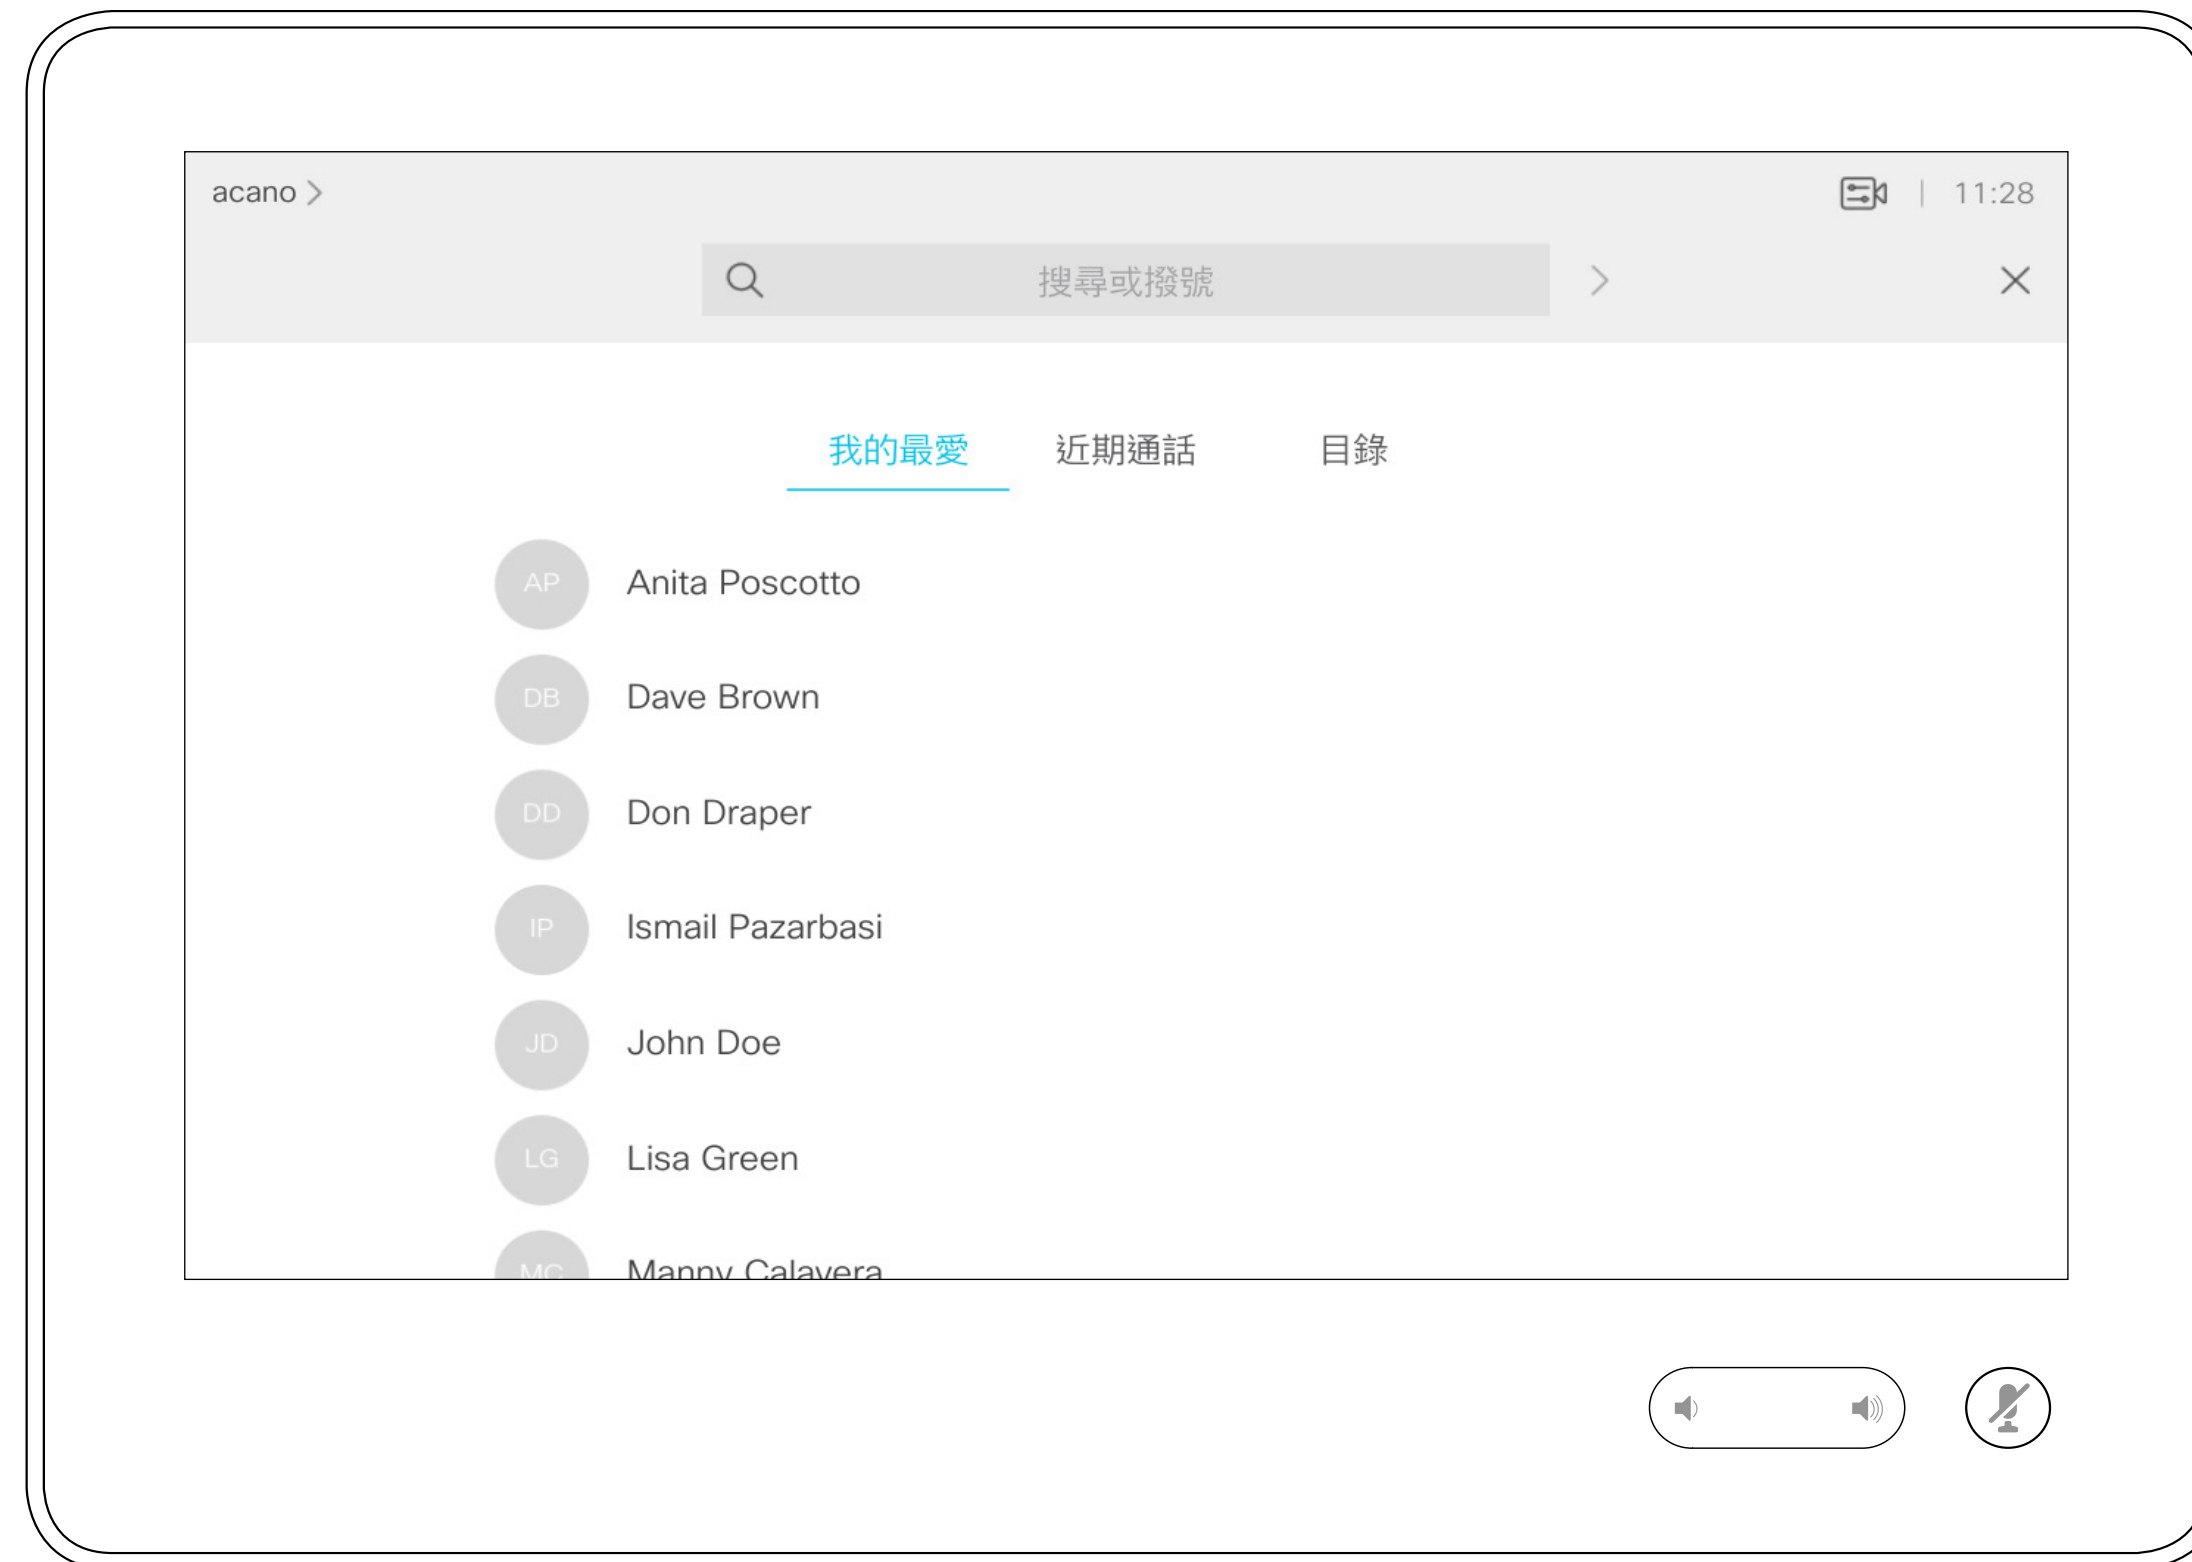 acano
11:28
搜尋或撥號
我的最愛 近期通話 目錄
AP Anita Poscotto
DB Dave Brown
DD Don Draper
IP Ismail Pazarbasi
JD John Doe
LG Lisa Green
MC Manny Calavera